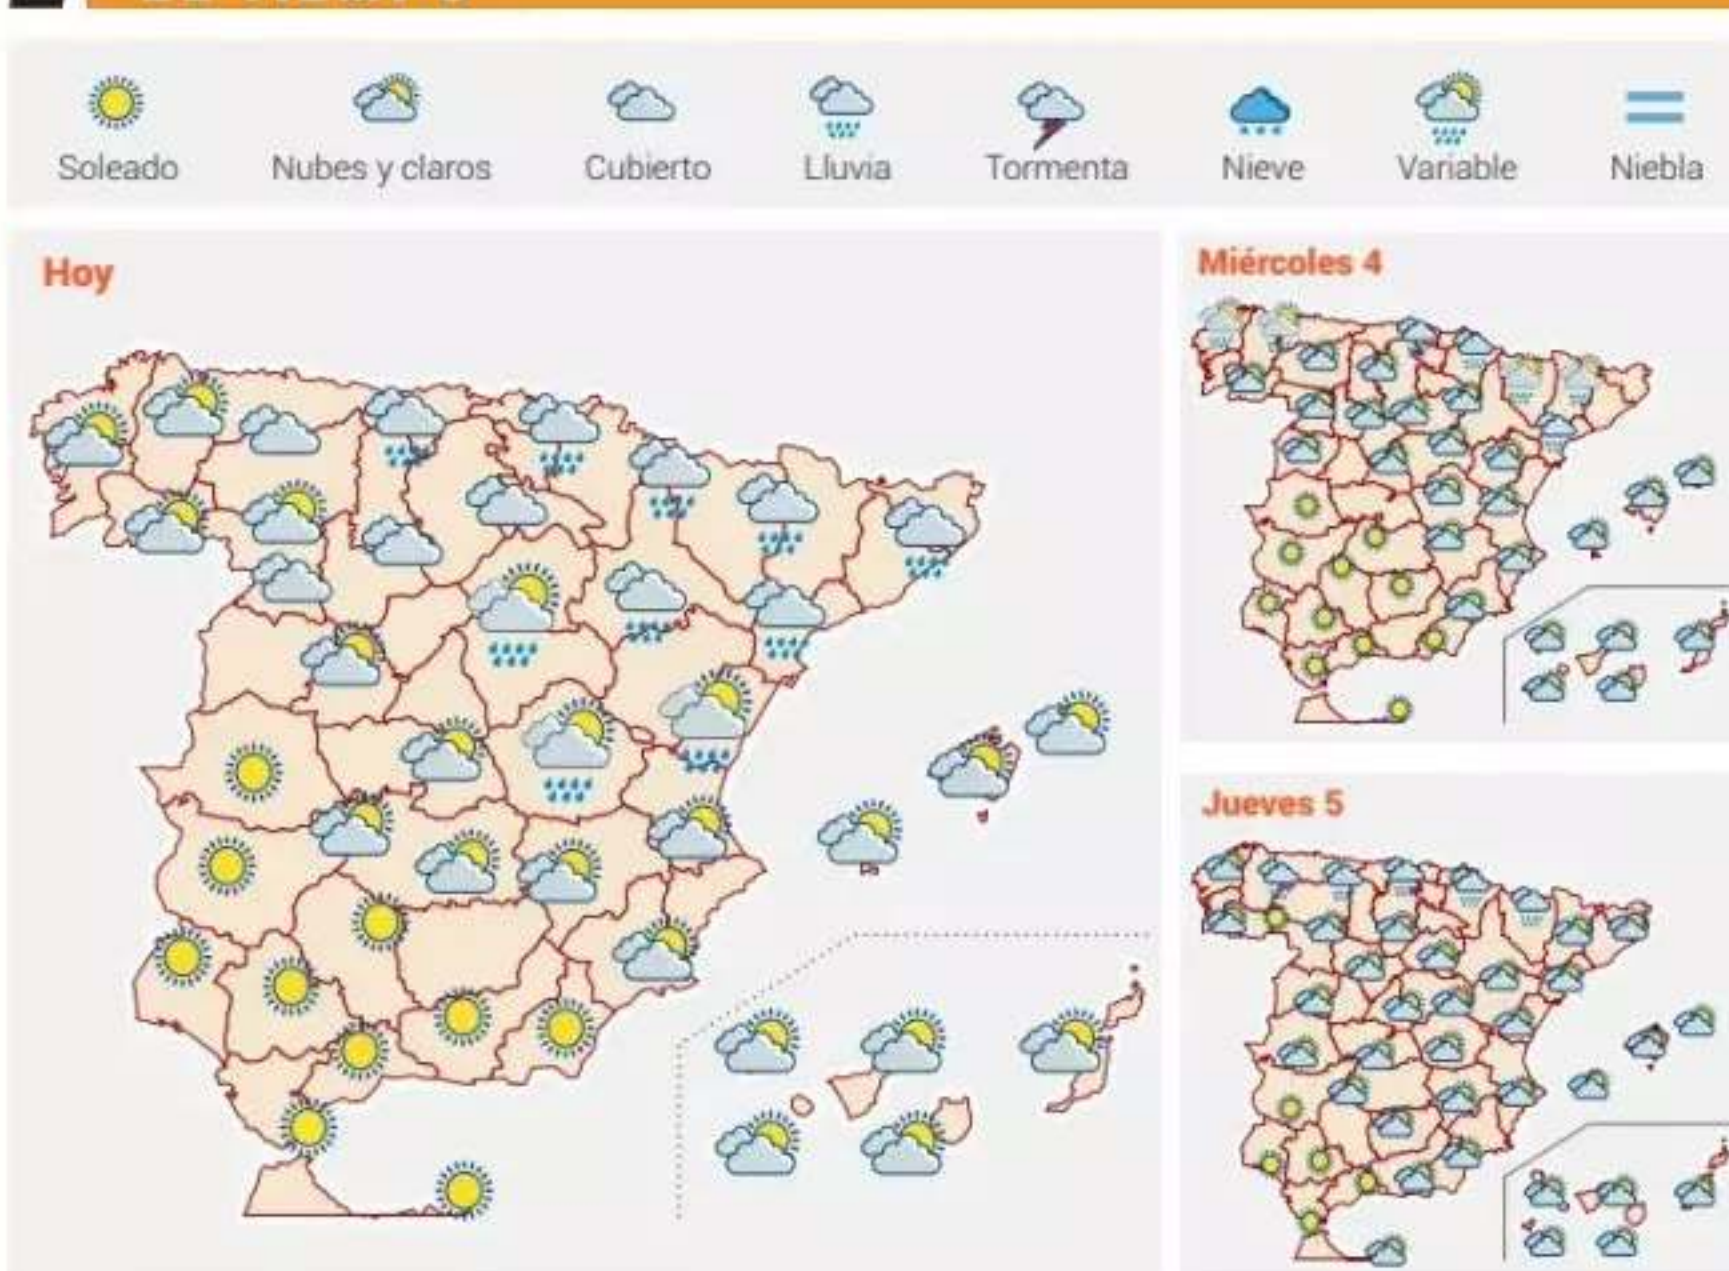 Soleado
Nubes y claros
Cubierto
Lluvia
Tormenta
Nieve
Variable
Niebla
Hoy
Miércoles 4
Jueves 5